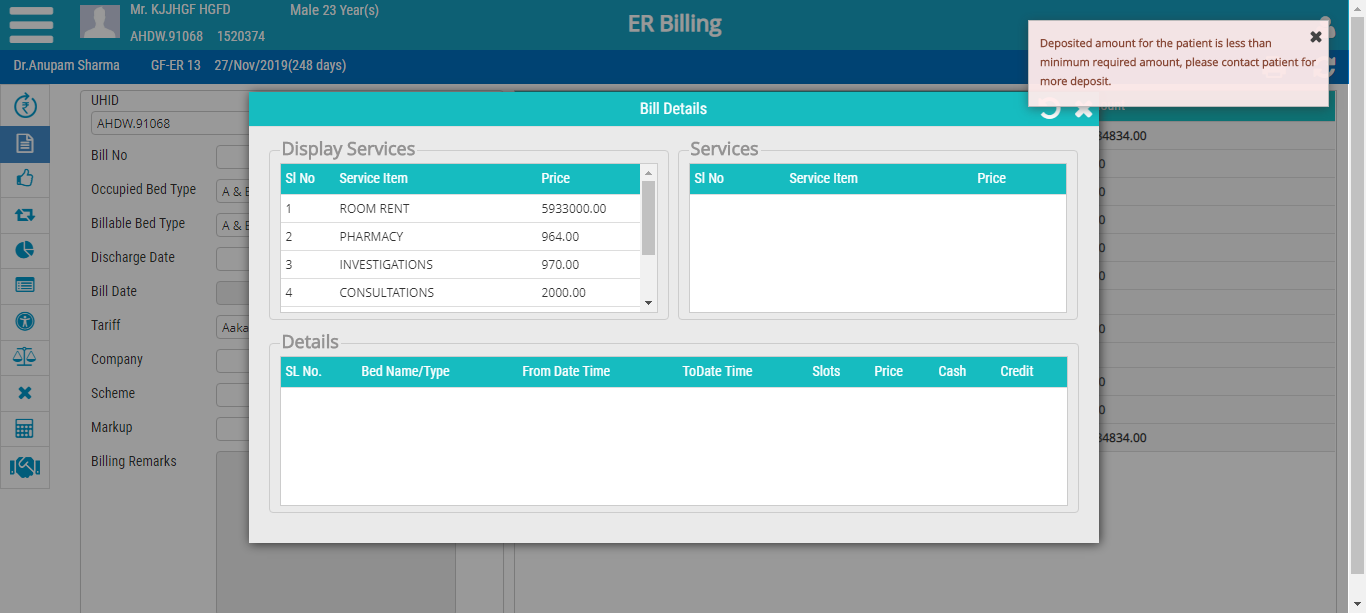 Mr. KJJHGF HGFD
Male 23 Year(s)
AHDW.91068 1520374
ER Billing
Deposited amount for the patient is less than
minimum required amount, please contact patient for
more deposit.
Dr.Anupam Sharma GF-ER 13 27/Nov/2019(248 days)
UHID
AHDW.91068
Bill No
Occupied Bed Type
A & E
Billable Bed Type
A & E
Discharge Date
Bill Date
Tariff
Aaka
Company
Scheme
Markup
Billing Remarks
Bill Details
Display Services
Sl No Service Item Price
1 ROOM RENT 5933000.00
2 PHARMACY 964.00
3 INVESTIGATIONS 970.00
4 CONSULTATIONS 2000.00
Services
Sl No Service Item Price
Details
SL No. Bed Name/Type From Date Time ToDate Time Slots Price Cash Credit
34834.00
0
0
0
0
0
0
0
0
34834.00